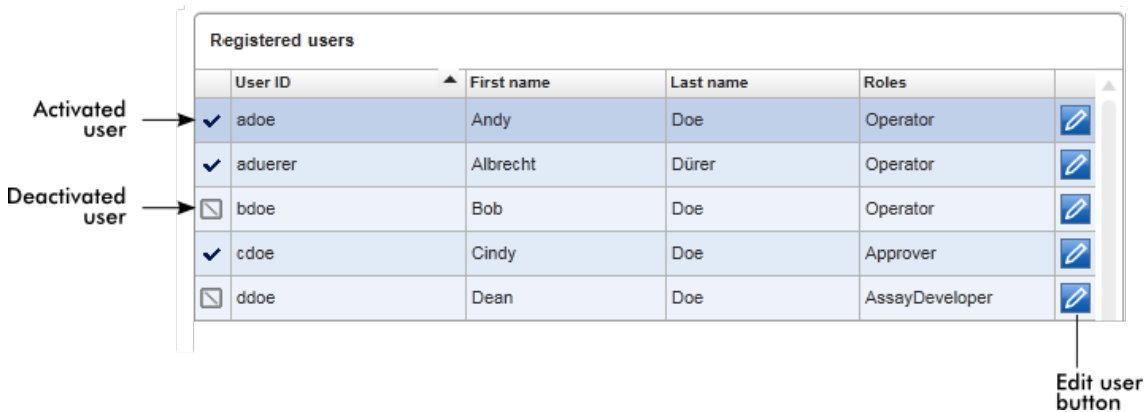 Registered users
User ID First name Last name Roles
Activated
user
adoe Andy Doe Operator
aduerer Albrecht Dürer Operator
Deactivated
user
bdoe Bob Doe Operator
cdoe Cindy Doe Approver
ddoe Dean Doe AssayDeveloper
Edit user
button